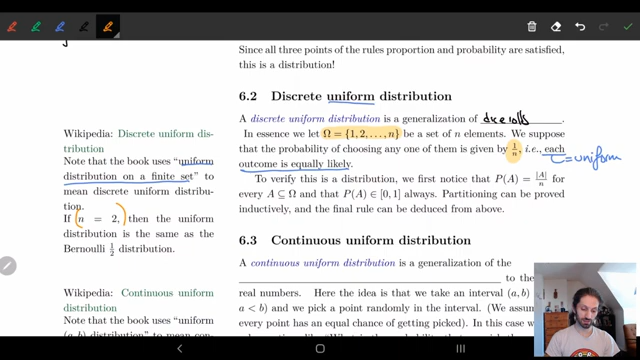 Since all three points of the rules proportion and probability are satisfied,
this is a distribution!
6.2 Discrete uniform distribution
A discrete uniform distribution is a generalization of dice rolls.
In essence we let Ω = {1, 2, . . . , n} be a set of n elements. We suppose
that the probability of choosing any one of them is given by 1/n, i.e., each
outcome is equally likely.
= uniform
To verify this is a distribution, we first notice that P(A) = |A|/n
for every A ⊆ Ω and that P(A) ∈ [0, 1] always. Partitioning can be proved
inductively, and the final rule can be deduced from above.
Wikipedia: Discrete uniform dis-
tribution
Note that the book uses "uniform
distribution on a finite set" to
mean discrete uniform distribu-
tion.
If n = 2, then the uniform
distribution is the same as the
Bernoulli 1/2 distribution.
6.3 Continuous uniform distribution
A continuous uniform distribution is a generalization of the
to the
real numbers. Here the idea is that we take an interval (a, b)
a < b) and we pick a point randomly in the interval. (We assum
every point has an equal chance of getting picked). In this case w
Wikipedia: Continuous uniform
distribution
Note that the book uses "uniform